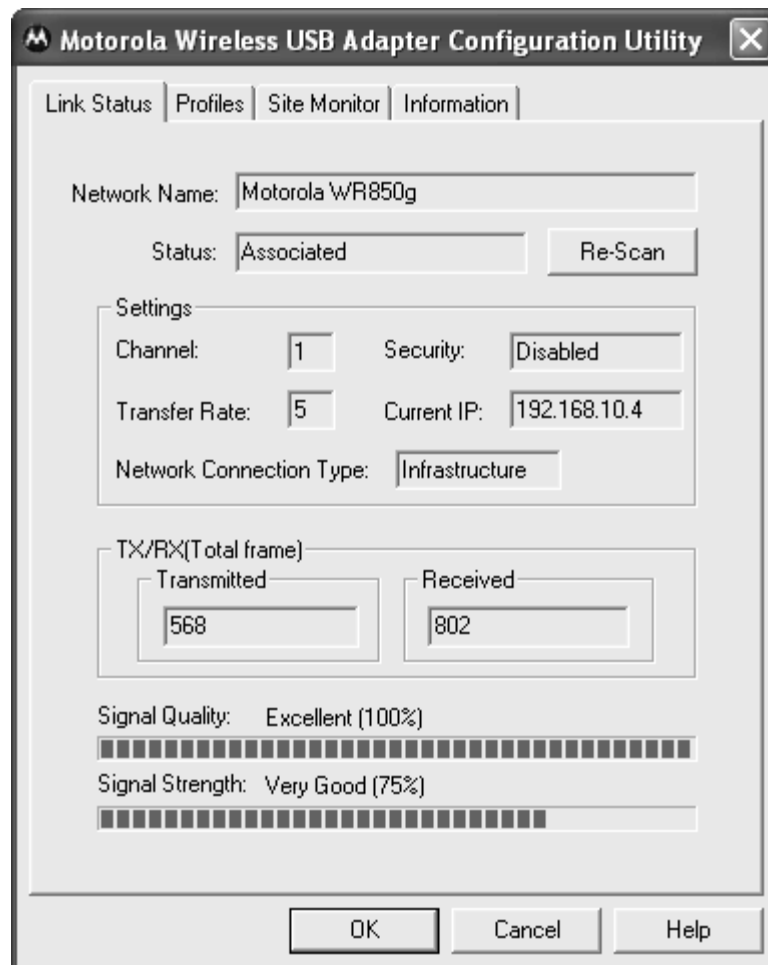 Motorola Wireless USB Adapter Configuration Utility
Link Status Profiles Site Monitor Information
Network Name: Motorola WR850g
Status: Associated Re-Scan
Settings
Channel: 1 Security: Disabled
Transfer Rate: 5 Current IP: 192.168.10.4
Network Connection Type: Infrastructure
TX/RX(Total frame)
Transmitted Received
568 802
Signal Quality: Excellent (100%)
Signal Strength: Very Good (75%)
OK Cancel Help